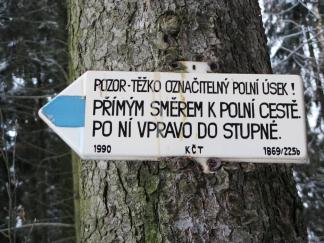 POZOR-TĚŽKO OZNAČITELNÝ POLNÍ ÚSEK!
PŘÍMÝM SMĚREM K POLNÍ CESTĚ.
PO NÍ VPRAVO DO STUPNÉ.
1990 KČT 1869/225b